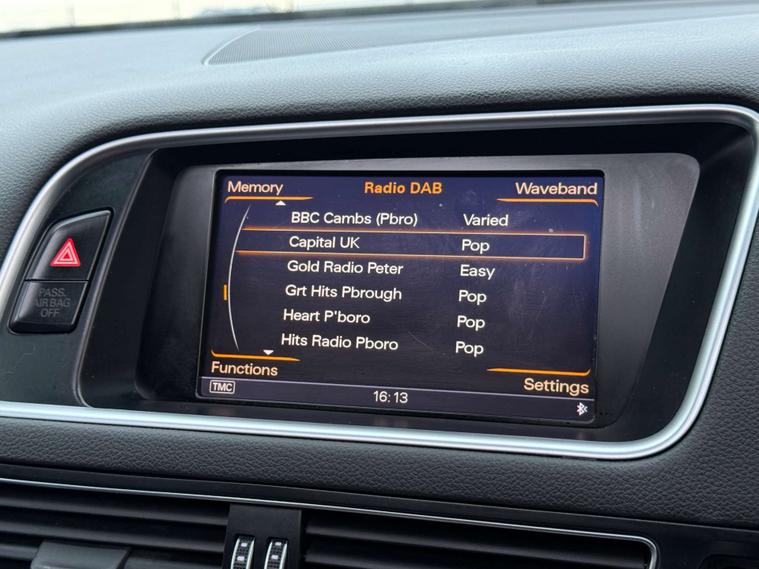 Memory Radio DAB Waveband
BBC Cambs (Pbro) Varied
Capital UK Pop
Gold Radio Peter Easy
Grt Hits Pbrough Pop
Heart P'boro Pop
Hits Radio Pboro Pop
Functions Settings
TMC 16:13
PASS.
AIR BAG
OFF